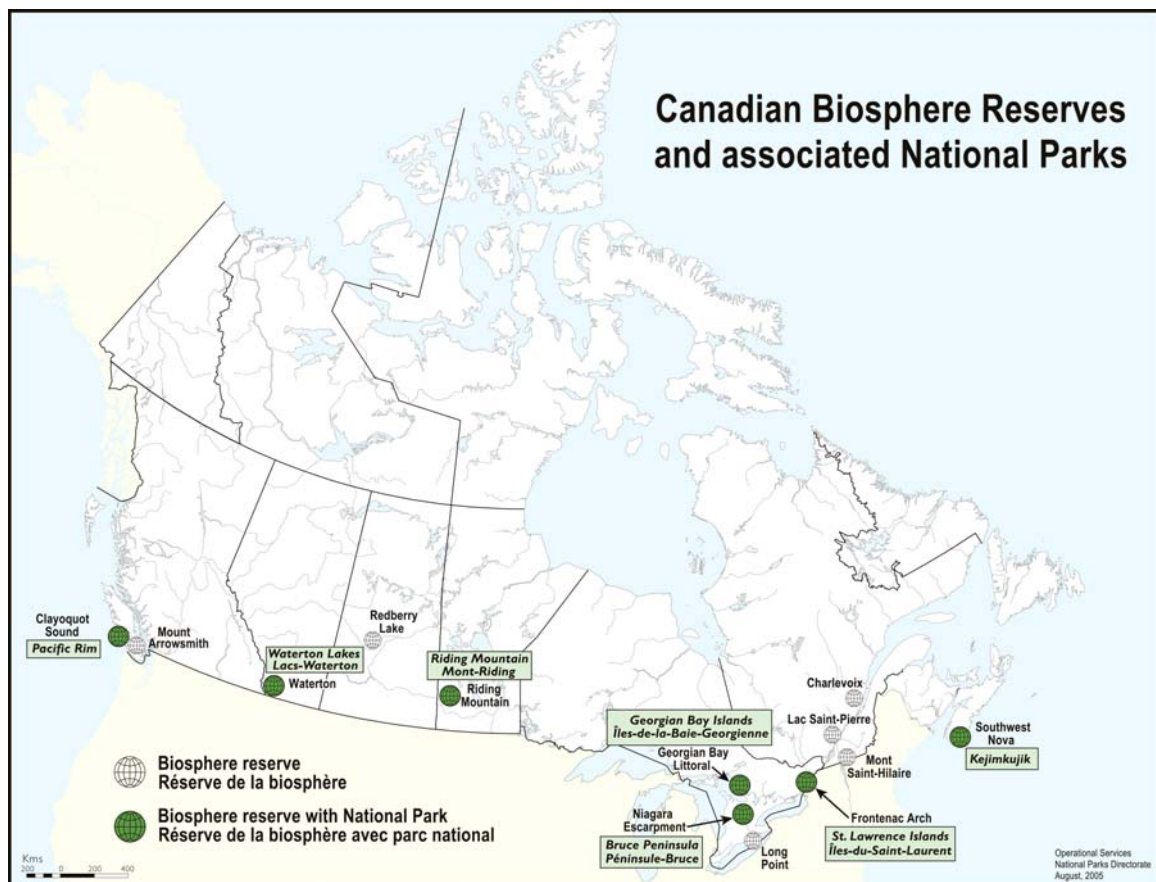 Canadian Biosphere Reserves
and associated National Parks
Clayoquot
Sound
Pacific Rim
Mount
Arrowsmith
Waterton Lakes
Lacs-Waterton
Waterton
Redberry
Lake
Riding Mountain
Mont-Riding
Riding
Mountain
Georgian Bay Islands
Îles-de-la-Baie-Georgienne
Georgian Bay
Littoral
Niagara
Escarpment
Bruce Peninsula
Péninsule-Bruce
Long
Point
Charlevoix
Lac Saint-Pierre
Mont
Saint-Hilaire
Frontenac Arch
St. Lawrence Islands
Îles-du-Saint-Laurent
Southwest
Nova
Kejimkujik
Biosphere reserve
Réserve de la biosphère
Biosphere reserve with National Park
Réserve de la biosphère avec parc national
Kms
200 0 200 400
Operational Services
National Parks Directorate
August, 2005